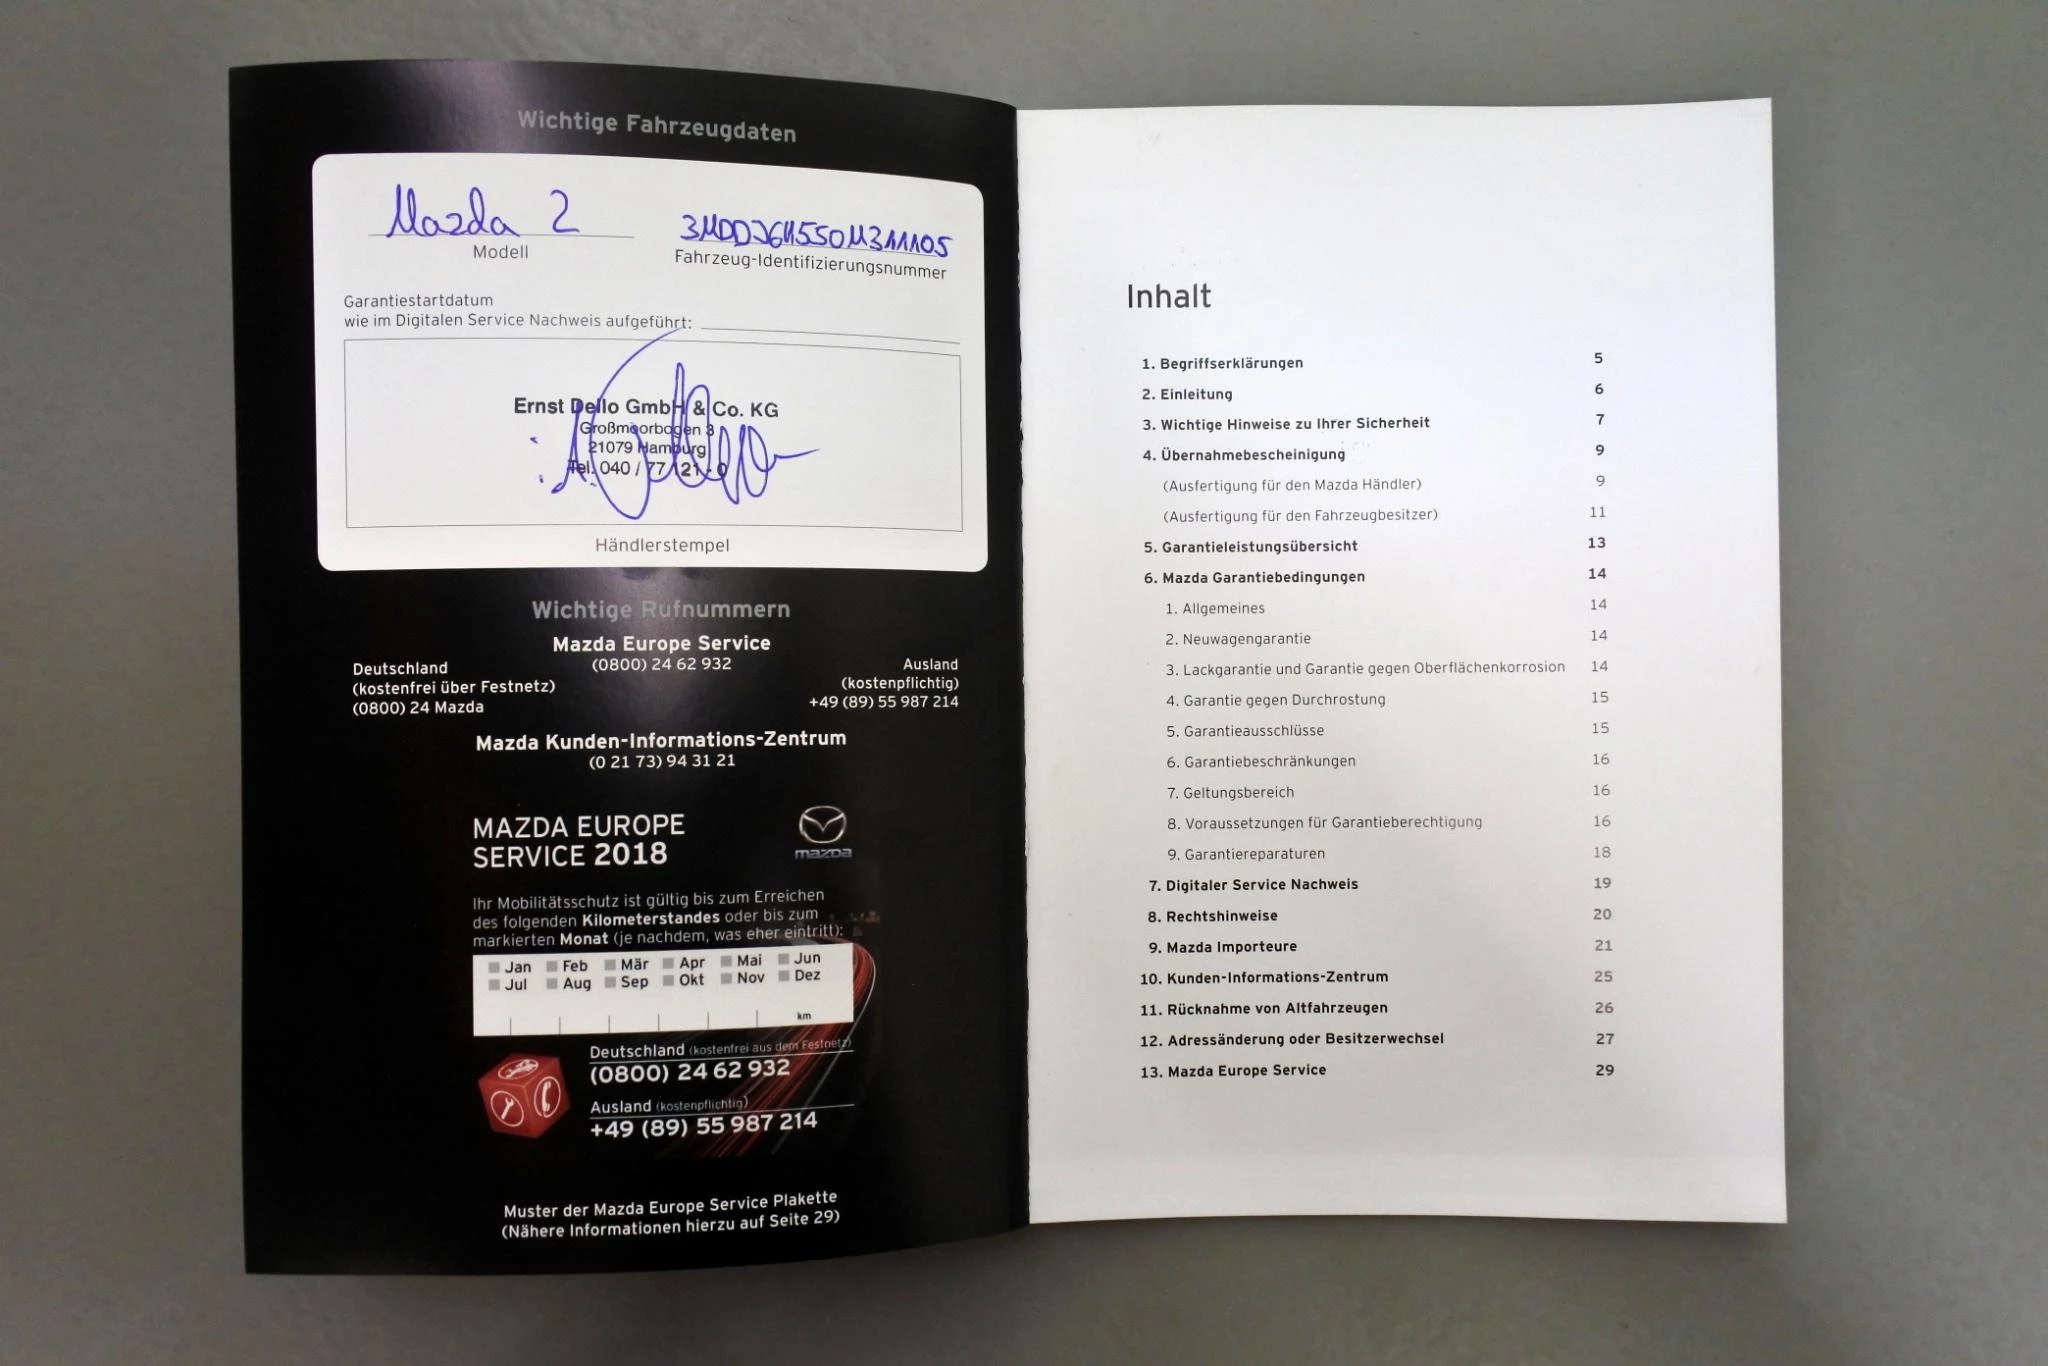 Wichtige Fahrzeugdaten
Mazda 2
Modell
Fahrzeug-Identifizierungsnummer
Garantiestartdatum
wie im Digitalen Service Nachweis aufgeführt:
Ernst Dello GmbH & Co. KG
Großmoorbogen 3
21079 Hamburg
Tel. 040 / 77 121 - 0
Händlerstempel
Wichtige Rufnummern
Mazda Europe Service
(0800) 24 62 932
Deutschland
(kostenfrei über Festnetz)
(0800) 24 Mazda
Ausland
(kostenpflichtig)
+49 (89) 55 987 214
Mazda Kunden-Informations-Zentrum
(0 21 73) 94 31 21
MAZDA EUROPE
SERVICE 2018
mazda
Ihr Mobilitätsschutz ist gültig bis zum Erreichen
des folgenden Kilometerstandes oder bis zum
markierten Monat (je nachdem, was eher eintritt):
Jan Feb Mär Apr Mai Jun
Jul Aug Sep Okt Nov Dez
km
Deutschland (kostenfrei aus dem Festnetz)
(0800) 24 62 932
Ausland (kostenpflichtig)
+49 (89) 55 987 214
Muster der Mazda Europe Service Plakette
(Nähere Informationen hierzu auf Seite 29)
Inhalt
1. Begriffserklärungen 5
2. Einleitung 6
3. Wichtige Hinweise zu Ihrer Sicherheit 7
4. Übernahmebescheinigung 9
(Ausfertigung für den Mazda Händler) 9
(Ausfertigung für den Fahrzeugbesitzer) 11
5. Garantieleistungsübersicht 13
6. Mazda Garantiebedingungen 14
1. Allgemeines 14
2. Neuwagengarantie 14
3. Lackgarantie und Garantie gegen Oberflächenkorrosion 14
4. Garantie gegen Durchrostung 15
5. Garantieausschlüsse 15
6. Garantiebeschränkungen 16
7. Geltungsbereich 16
8. Voraussetzungen für Garantieberechtigung 16
9. Garantiereparaturen 18
7. Digitaler Service Nachweis 19
8. Rechtshinweise 20
9. Mazda Importeure 21
10. Kunden-Informations-Zentrum 25
11. Rücknahme von Altfahrzeugen 26
12. Adressänderung oder Besitzerwechsel 27
13. Mazda Europe Service 29